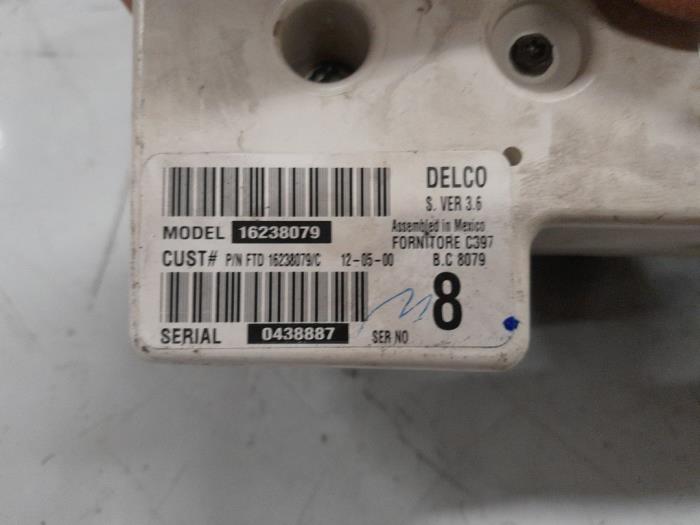 DELCO
S. VER 3.6
MODEL 16238079
Assembled in Mexico
FORNITORE C397
CUST# P/N FTD 16238079/C 12-05-00 B.C 8079
8
SERIAL 0438887 SER NO